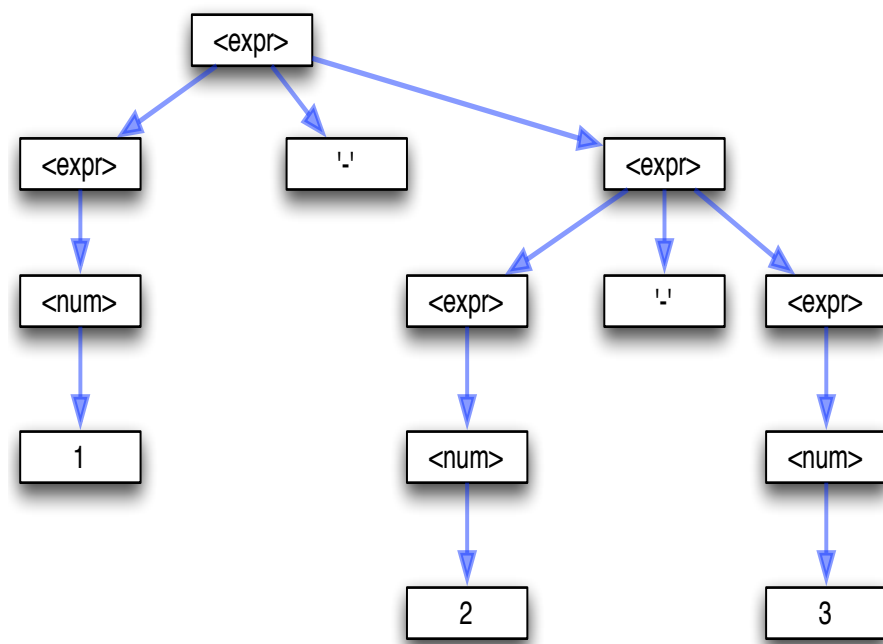 <expr>
<expr> '-' <expr>
<num> <expr> '-' <expr>
1 <num> <num>
2 3